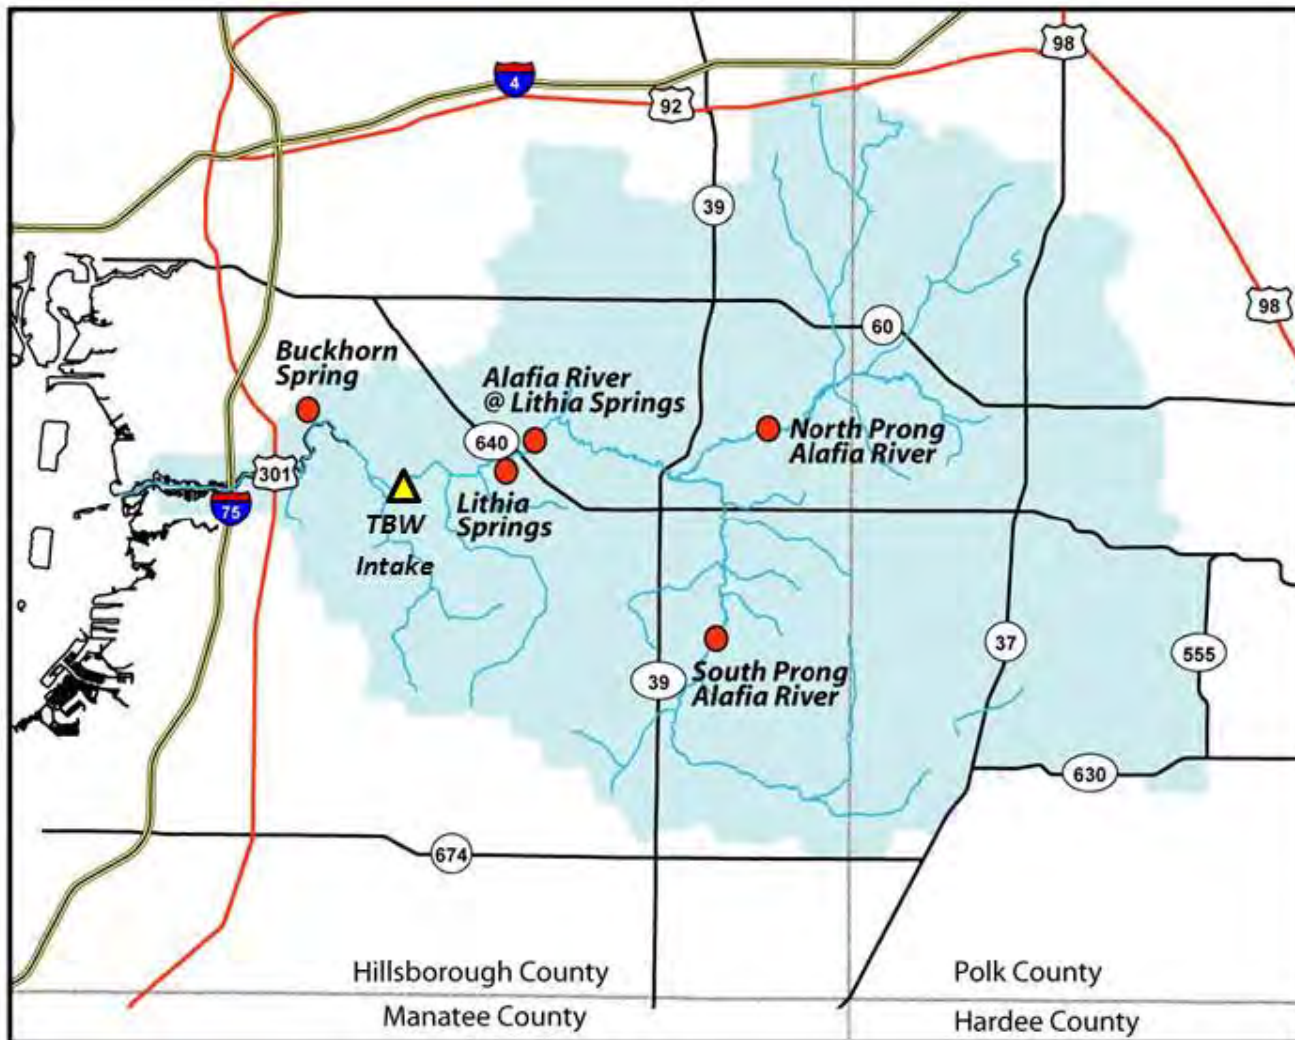 98
4
92
39
98
60
Buckhorn
Spring
Alafia River
@ Lithia Springs
640
North Prong
Alafia River
301
75
Lithia
Springs
TBW
Intake
37
555
39
South Prong
Alafia River
630
674
Hillsborough County
Polk County
Manatee County
Hardee County